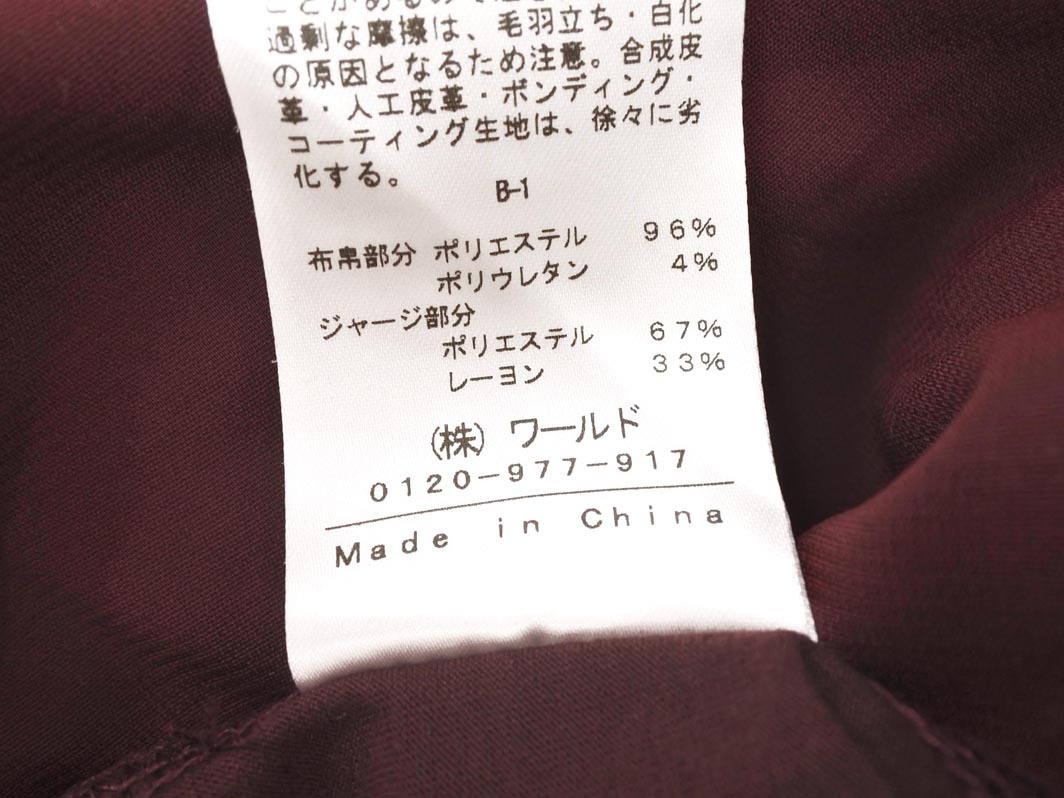 過剰な摩擦は、毛羽立ち・白化
の原因となるため注意。合成皮
革・人工皮革・ボンディング・
コーティング生地は、徐々に劣
化する。
B-1
布帛部分 ポリエステル 96%
ポリウレタン 4%
ジャージ部分
ポリエステル 67%
レーヨン 33%
(株) ワールド
0120-977-917
Made in China